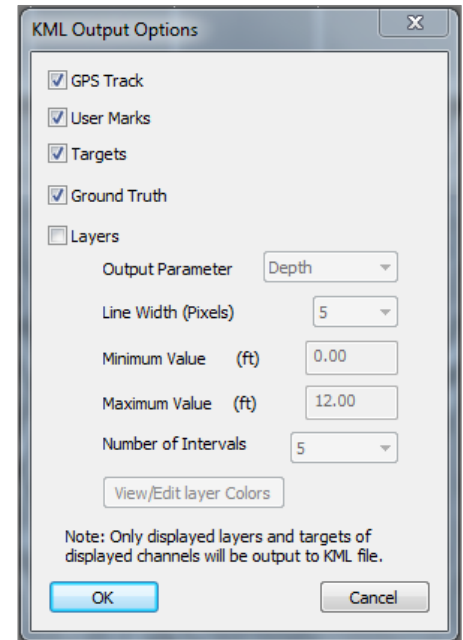 KML Output Options
GPS Track
User Marks
Targets
Ground Truth
Layers
Output Parameter Depth
Line Width (Pixels) 5
Minimum Value (ft) 0.00
Maximum Value (ft) 12.00
Number of Intervals 5
View/Edit layer Colors
Note: Only displayed layers and targets of
displayed channels will be output to KML file.
OK Cancel